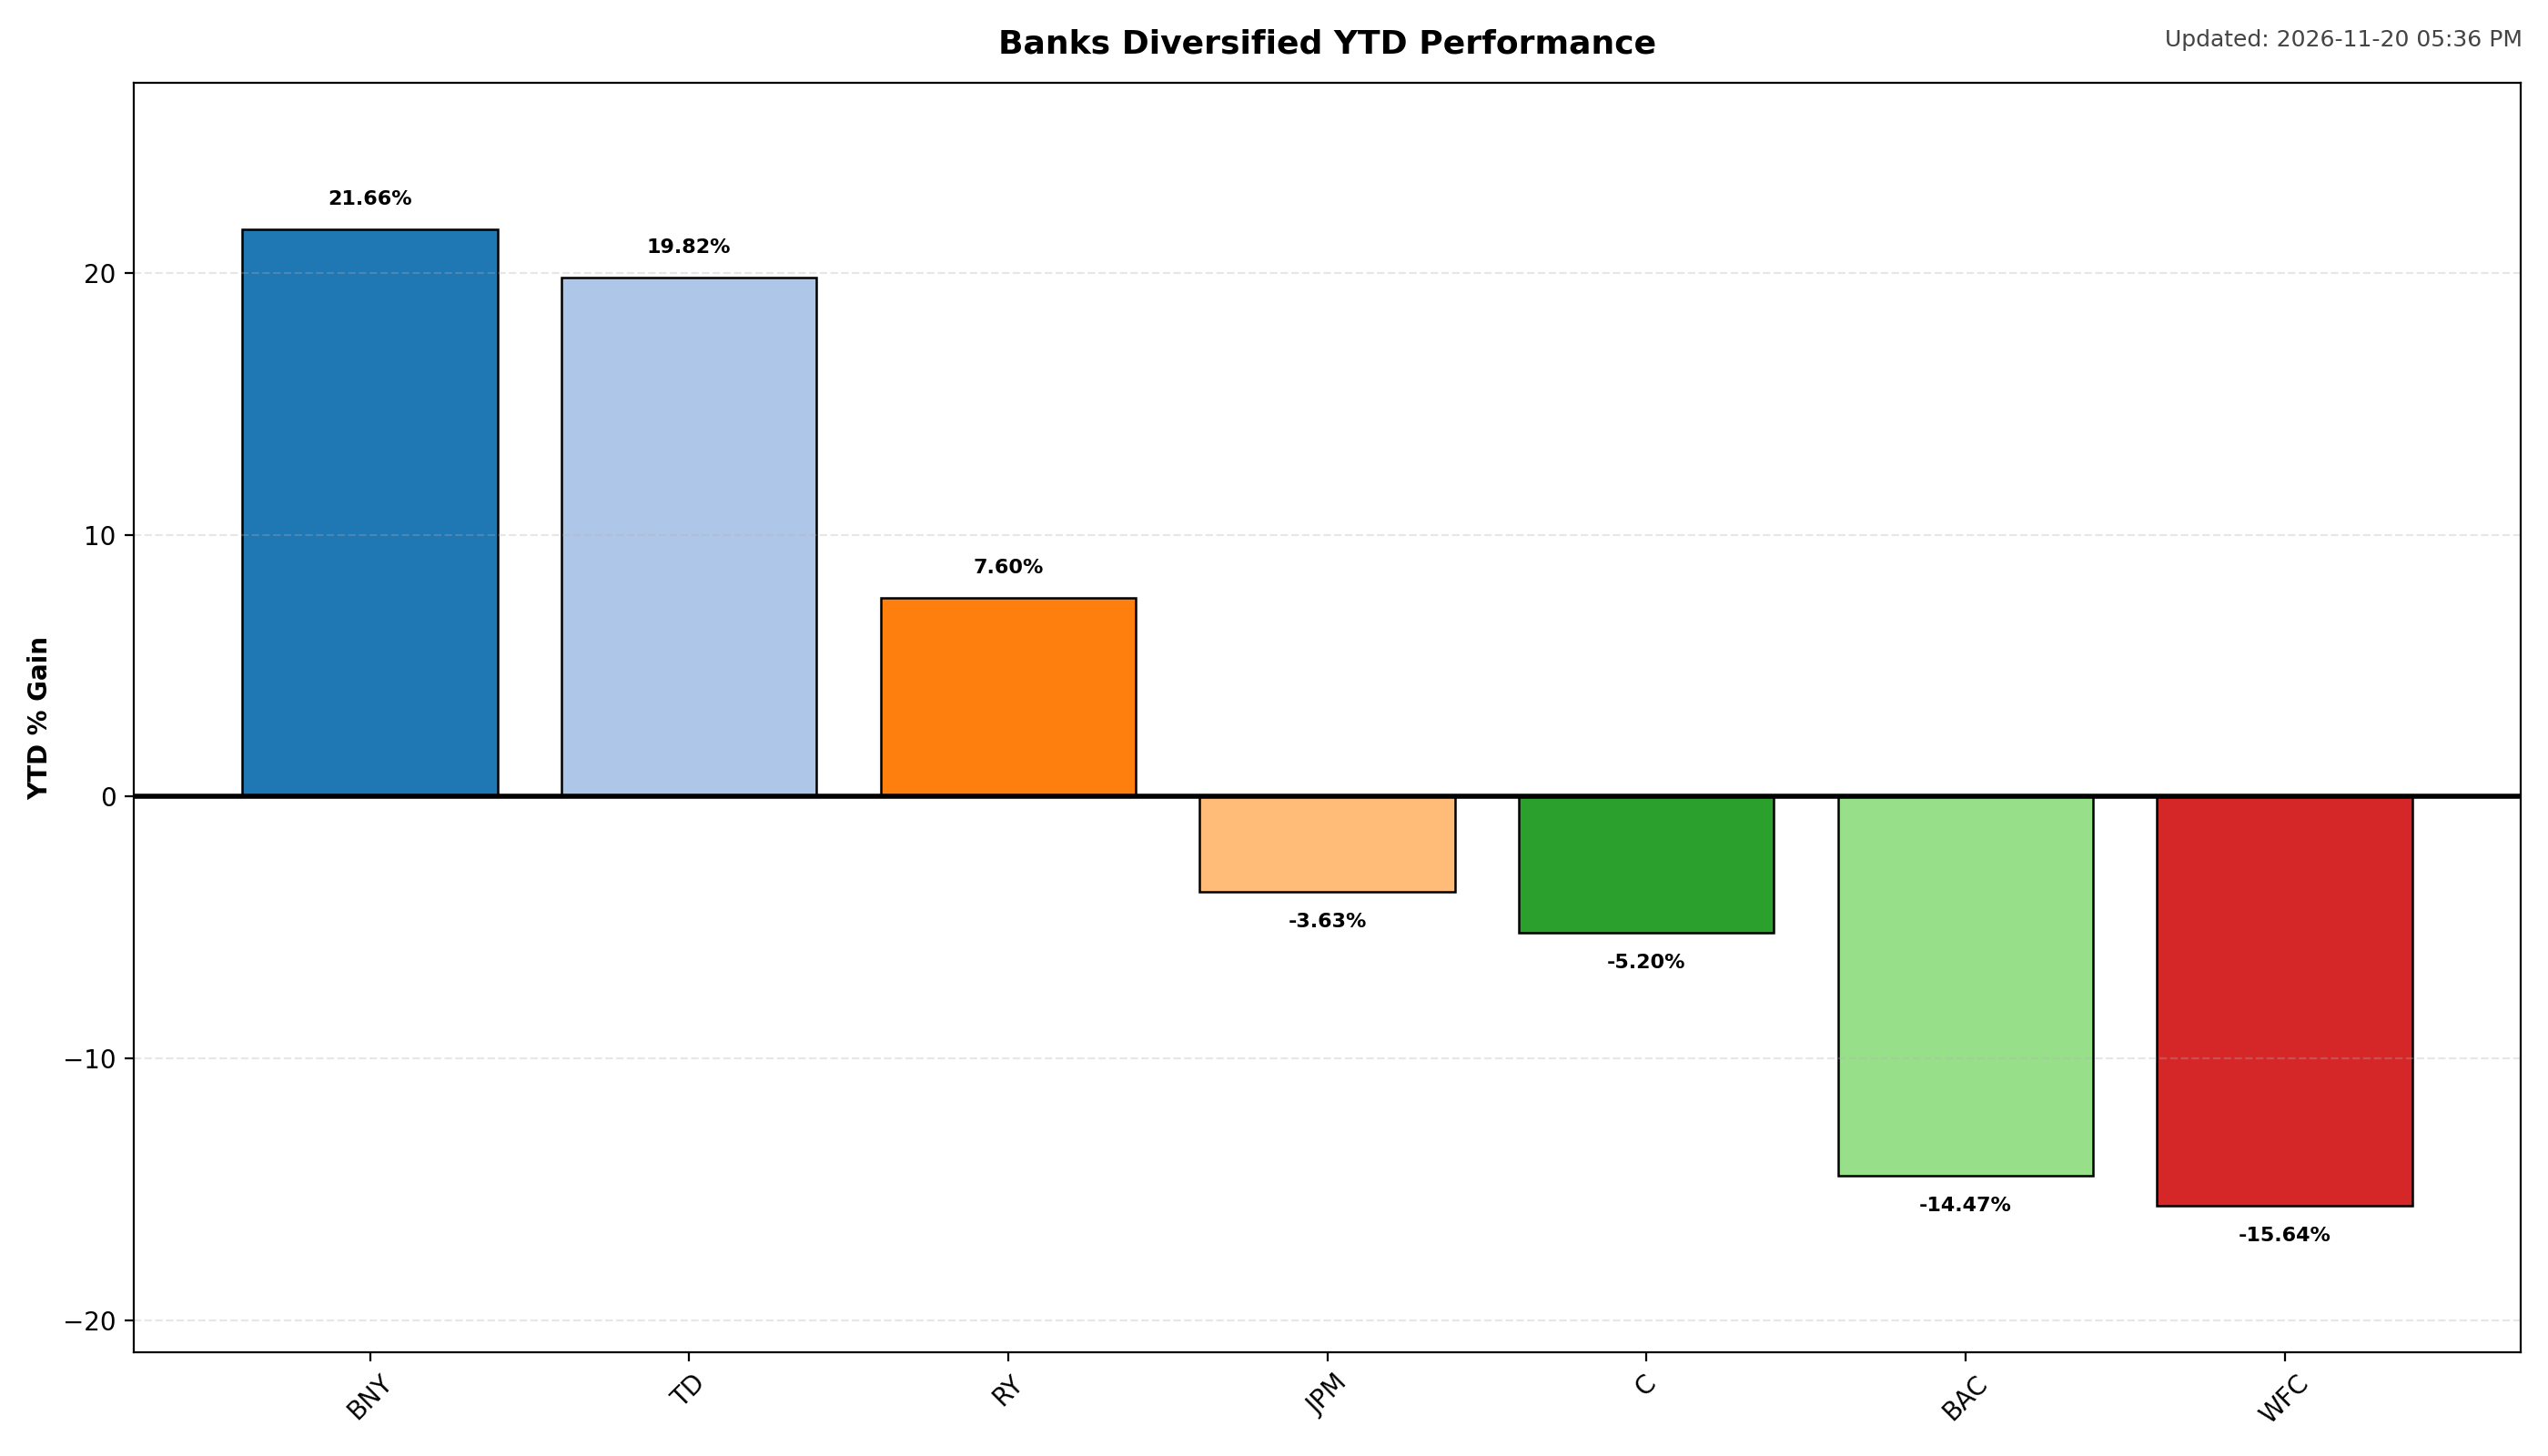 Banks Diversified YTD Performance
Updated: 2026-11-20 05:36 PM
YTD % Gain
20
10
0
−10
−20
21.66%
19.82%
7.60%
-3.63%
-5.20%
-14.47%
-15.64%
BNY
TD
RY
JPM
C
BAC
WFC